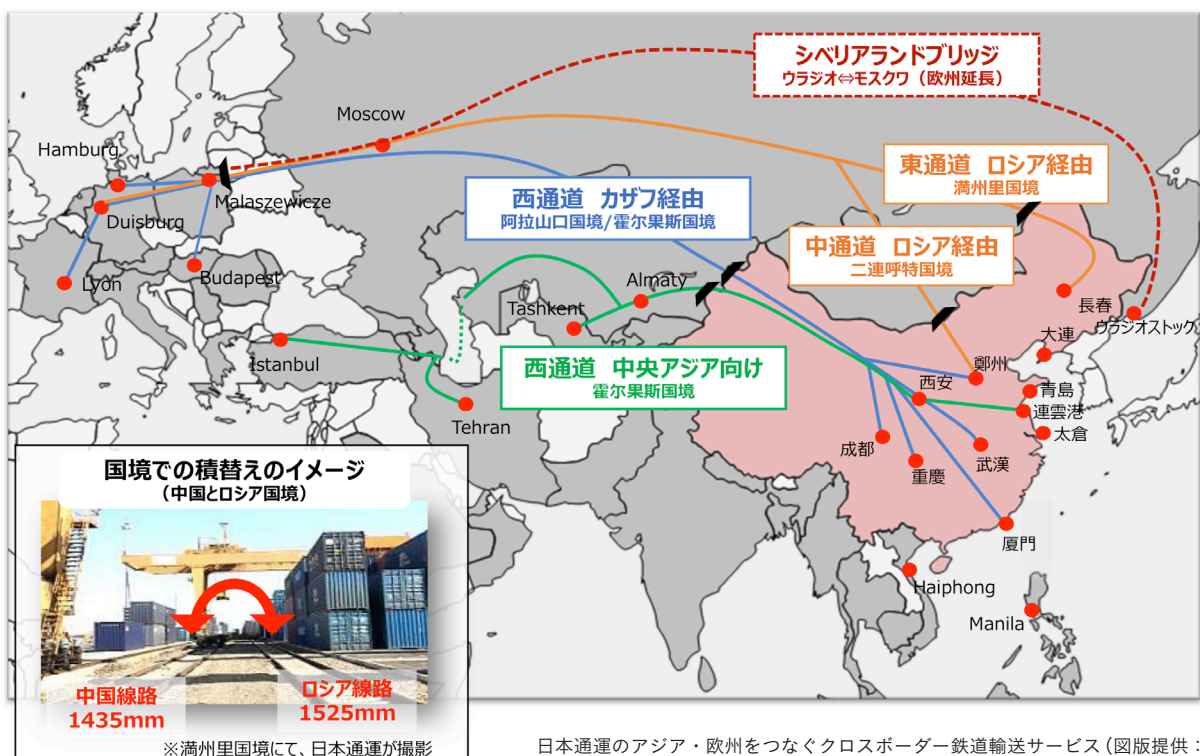 シベリアランドブリッジ
ウラジオ⇔モスクワ（欧州延長）
Moscow
Hamburg
東通道 ロシア経由
満州里国境
西通道 カザフ経由
阿拉山口国境/霍尔果斯国境
Malaszewicze
Duisburg
中通道 ロシア経由
二連呼特国境
Lyon
Budapest
Almaty
Tashkent
長春
ウラジオストック
大連
Istanbul
西通道 中央アジア向け
霍尔果斯国境
鄭州
西安
青島
連雲港
Tehran
太倉
成都
武漢
重慶
厦門
Haiphong
Manila
国境での積替えのイメージ
（中国とロシア国境）
中国線路
1435mm
ロシア線路
1525mm
※満州里国境にて、日本通運が撮影
日本通運のアジア・欧州をつなぐクロスボーダー鉄道輸送サービス（図版提供：